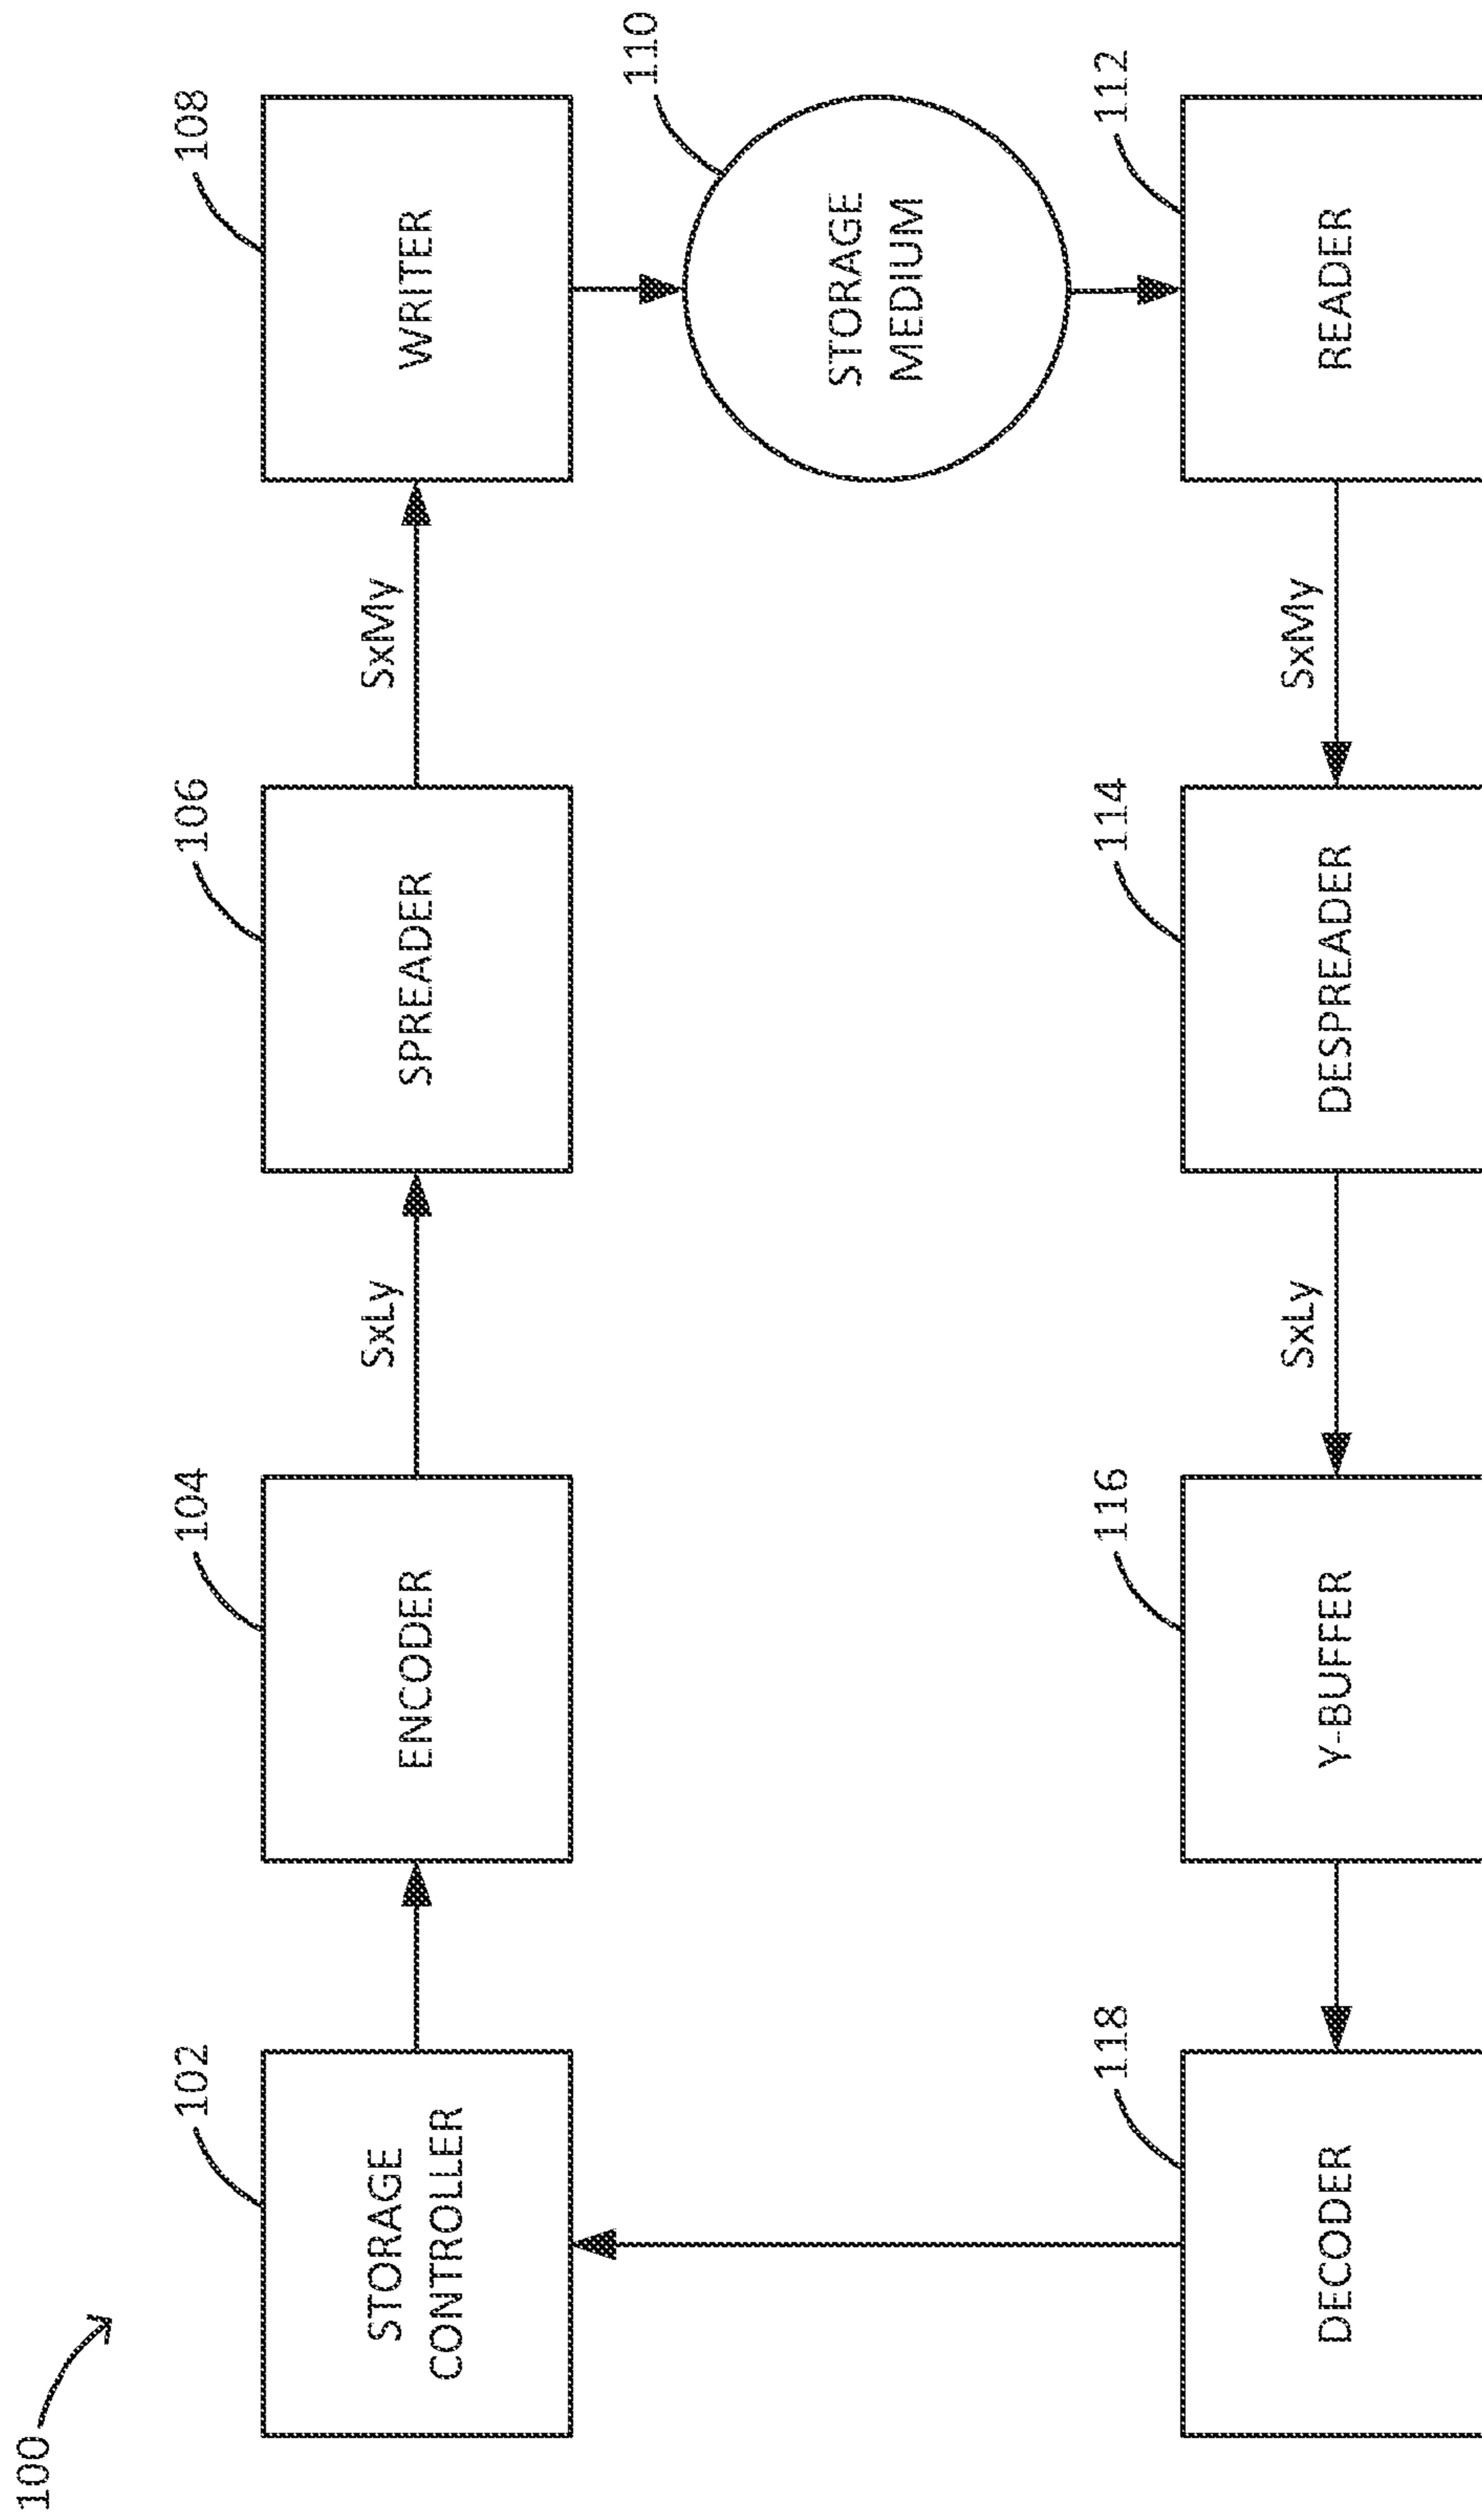 100
102
STORAGE
CONTROLLER
104
ENCODER
SxLy
106
SPREADER
SxMy
108
WRITER
110
STORAGE
MEDIUM
112
READER
SxMy
114
DESPREADER
SxLy
116
Y-BUFFER
118
DECODER